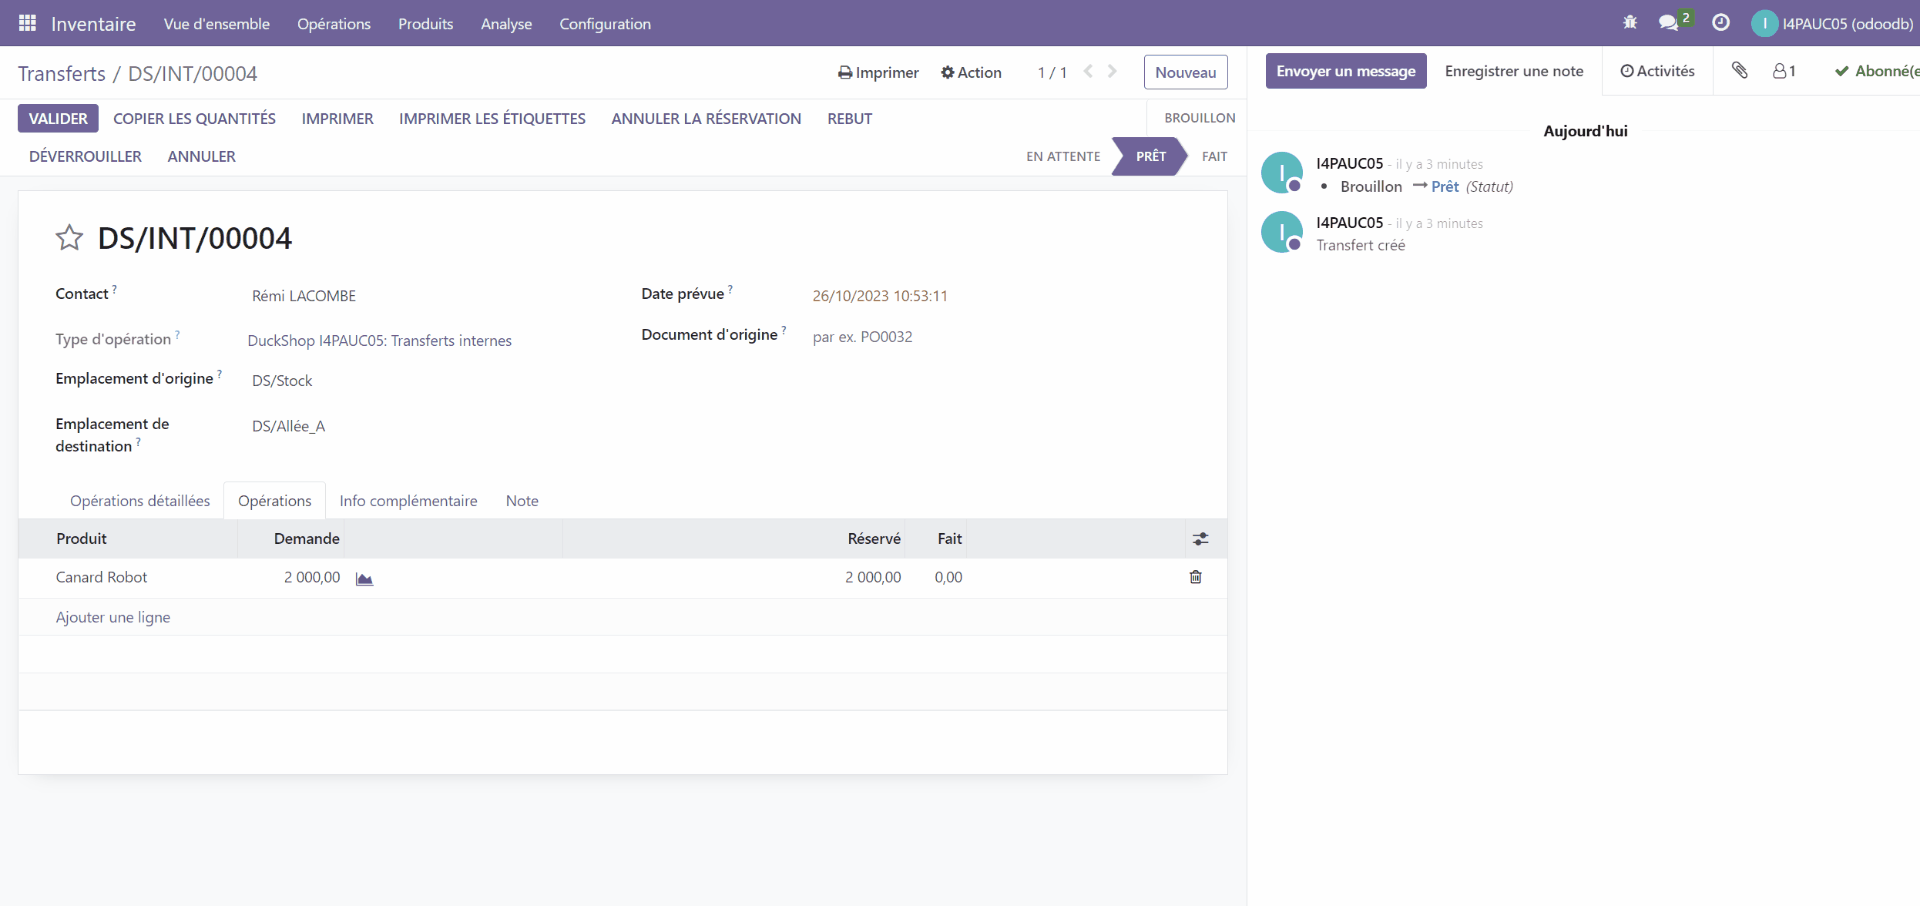 Inventaire Vue d'ensemble Opérations Produits Analyse Configuration 2 I I4PAUC05 (odoodb)
Transferts / DS/INT/00004 Imprimer Action 1 / 1 Nouveau
VALIDER COPIER LES QUANTITÉS IMPRIMER IMPRIMER LES ÉTIQUETTES ANNULER LA RÉSERVATION REBUT BROUILLON
DÉVERROUILLER ANNULER EN ATTENTE PRÊT FAIT
DS/INT/00004
Contact ? Rémi LACOMBE Date prévue ? 26/10/2023 10:53:11
Type d'opération ? DuckShop I4PAUC05: Transferts internes Document d'origine ? par ex. PO0032
Emplacement d'origine ? DS/Stock
Emplacement de
destination ? DS/Allée_A
Opérations détaillées Opérations Info complémentaire Note
Produit Demande Réservé Fait
Canard Robot 2 000,00 2 000,00 0,00
Ajouter une ligne
Envoyer un message Enregistrer une note Activités 1 Abonné(e
Aujourd'hui
I I4PAUC05 - il y a 3 minutes
• Brouillon → Prêt (Statut)
I I4PAUC05 - il y a 3 minutes
Transfert créé